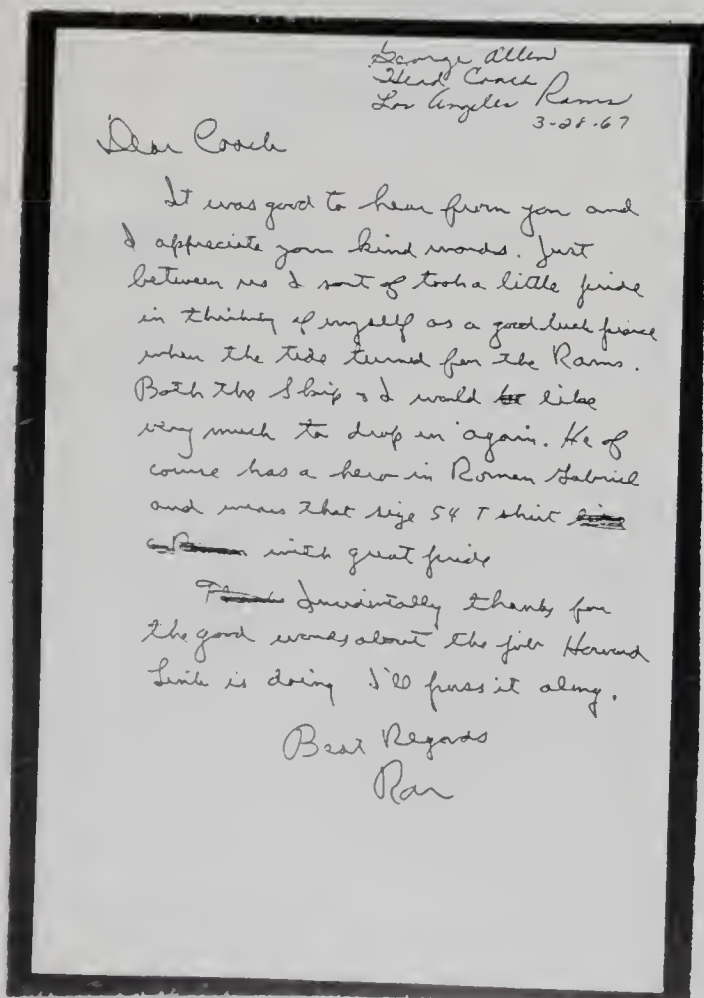 George Allen
Head Coach
Los Angeles Rams
3-28-67
Dear Coach
It was good to hear from you and
I appreciate your kind words. Just
between us I sort of took a little pride
in thinking of myself as a good luck piece
when the tide turned for the Rams.
Both the Skip & I would like
very much to drop in again. He of
course has a hero in Roman Gabriel
and wears that size 54 T shirt
with great pride
Incidentally thanks for
the good words about the job Howard
is doing I'll pass it along.
Best Regards
Ron